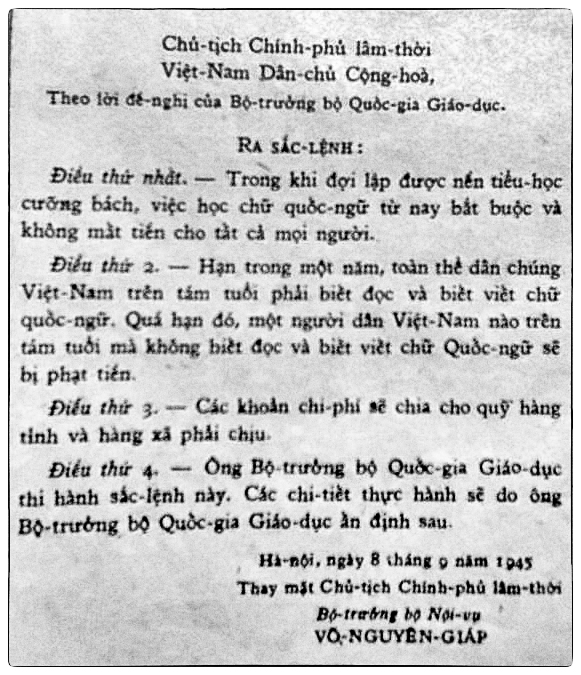 Chủ-tịch Chính-phủ lâm-thời
Việt-Nam Dân-chủ Cộng-hoà,
Theo lời đề-nghị của Bộ-trưởng bộ Quốc-gia Giáo-dục.
RA SẮC-LỆNH :
Điều thứ nhất. — Trong khi đợi lập được nền tiểu-học
cưỡng bách, việc học chữ quốc-ngữ từ nay bắt buộc và
không mất tiền cho tất cả mọi người.
Điều thứ 2. — Hạn trong một năm, toàn thể dân chúng
Việt-Nam trên tám tuổi phải biết đọc và biết viết chữ
quốc-ngữ. Quá hạn đó, một người dân Việt-Nam nào trên
tám tuổi mà không biết đọc và biết viết chữ Quốc-ngữ sẽ
bị phạt tiền.
Điều thứ 3. — Các khoản chi-phí sẽ chia cho quỹ hàng
tỉnh và hàng xã phải chịu.
Điều thứ 4. — Ông Bộ-trưởng bộ Quốc-gia Giáo-dục
thi hành sắc-lệnh này. Các chi-tiết thực hành sẽ do ông
Bộ-trưởng bộ Quốc-gia Giáo-dục ấn định sau.
Hà-nội, ngày 8 tháng 9 năm 1945
Thay mặt Chủ-tịch Chính-phủ lâm-thời
Bộ-trưởng bộ Nội-vụ
VÕ-NGUYÊN-GIÁP